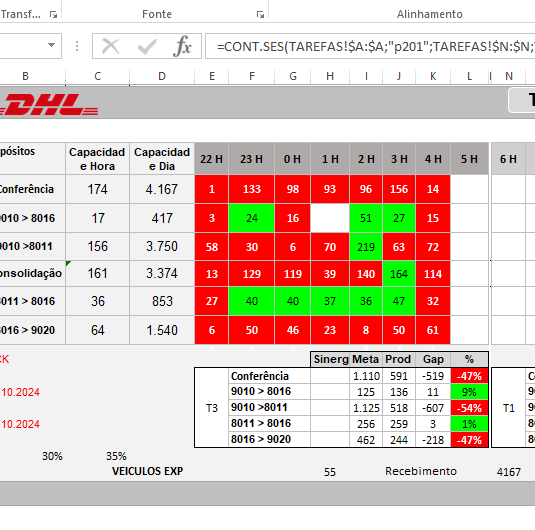 Transf...
Fonte
Alinhamento
fx
=CONT.SES(TAREFAS!$A:$A;"p201";TAREFAS!$N:$N;
B C D E F G H I J K L N
DHL
T
pósitos Capacidad e Hora Capacidad e Dia 22 H 23 H 0 H 1 H 2 H 3 H 4 H 5 H 6 H
Conferência 174 4.167 1 133 98 93 96 156 14
9010 > 8016 17 417 3 24 16 51 27 15
9010 >8011 156 3.750 58 30 6 70 219 63 72
onsolidação 161 3.374 13 129 119 39 140 164 114
8011 > 8016 36 853 27 40 40 37 36 47 32
8016 > 9020 64 1.540 6 50 46 23 8 50 61
CK
Sinerg Meta Prod Gap %
Conferência 1.110 591 -519 -47%
10.2024
9010 > 8016 125 136 11 9%
T3 9010 >8011 1.125 518 -607 -54% T1
10.2024
8011 > 8016 256 259 3 1%
8016 > 9020 462 244 -218 -47%
30% 35%
VEICULOS EXP 55 Recebimento 4167